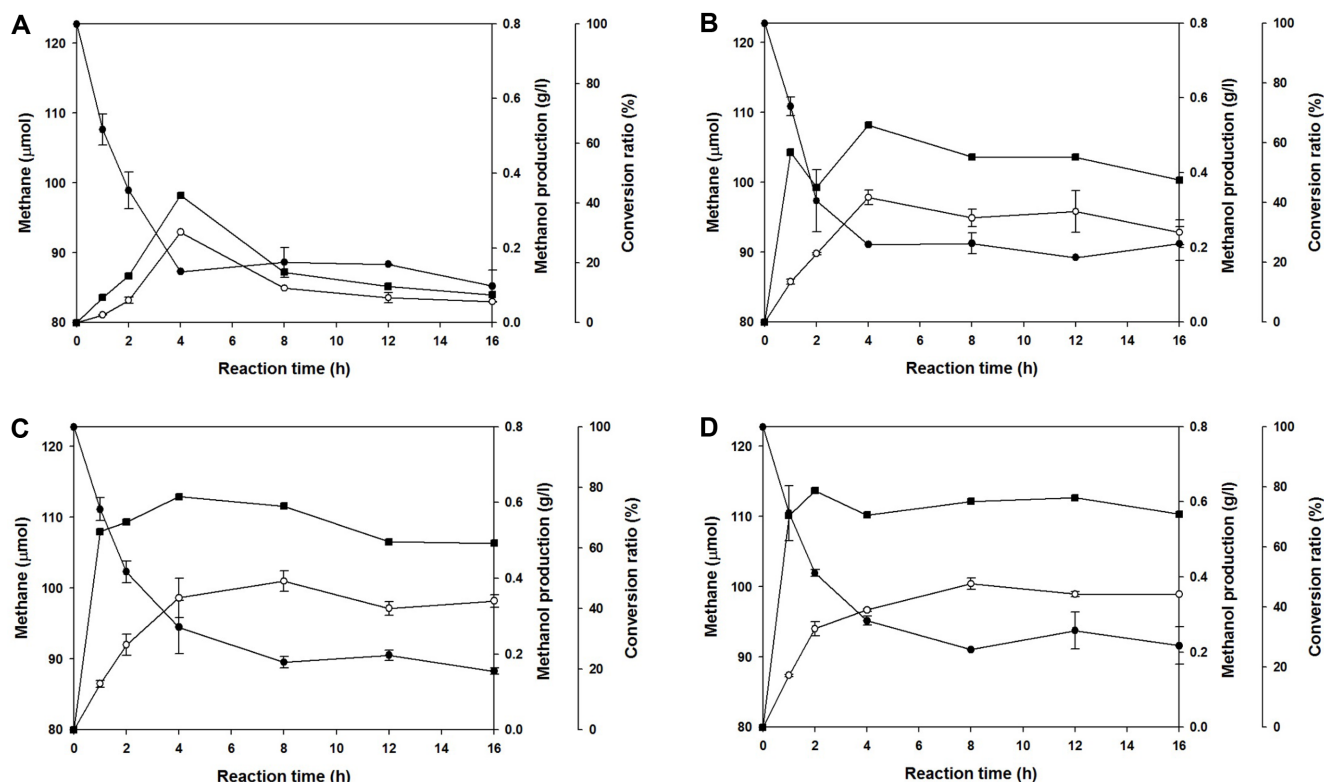 A
Methane (μmol)
120
110
100
90
80
0.8
0.6
0.4
0.2
0.0
Methanol production (g/l)
100
80
60
40
20
0
Conversion ratio (%)
0 2 4 6 8 10 12 14 16
Reaction time (h)
B
Methane (μmol)
120
110
100
90
80
0.8
0.6
0.4
0.2
0.0
Methanol production (g/l)
100
80
60
40
20
0
Conversion ratio (%)
0 2 4 6 8 10 12 14 16
Reaction time (h)
C
Methane (μmol)
120
110
100
90
80
0.8
0.6
0.4
0.2
0.0
Methanol production (g/l)
100
80
60
40
20
0
Conversion ratio (%)
0 2 4 6 8 10 12 14 16
Reaction time (h)
D
Methane (μmol)
120
110
100
90
80
0.8
0.6
0.4
0.2
0.0
Methanol production (g/l)
100
80
60
40
20
0
Conversion ratio (%)
0 2 4 6 8 10 12 14 16
Reaction time (h)